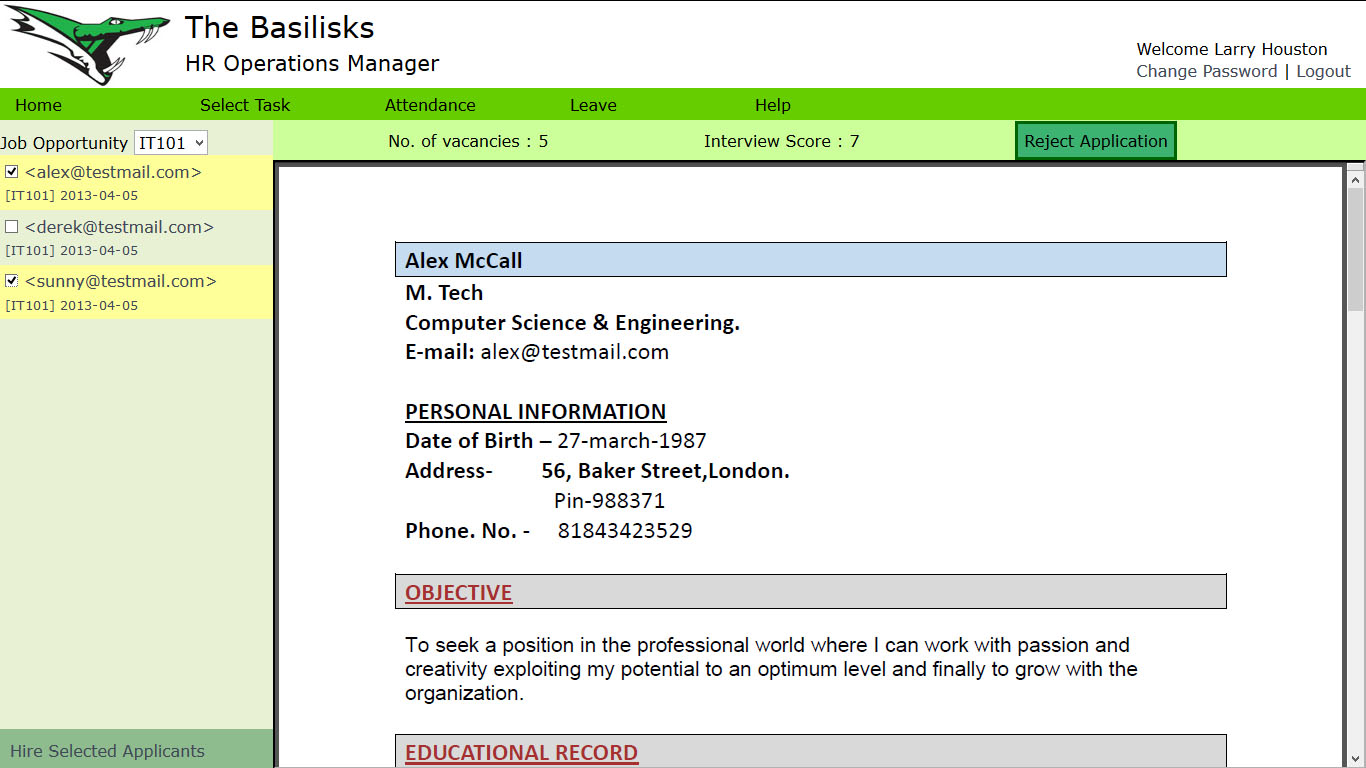 The Basilisks
HR Operations Manager
Welcome Larry Houston
Change Password | Logout
Home Select Task Attendance Leave Help
Job Opportunity IT101
No. of vacancies : 5 Interview Score : 7 Reject Application
<alex@testmail.com>
[IT101] 2013-04-05
<derek@testmail.com>
[IT101] 2013-04-05
<sunny@testmail.com>
[IT101] 2013-04-05
Hire Selected Applicants
Alex McCall
M. Tech
Computer Science & Engineering.
E-mail: alex@testmail.com
PERSONAL INFORMATION
Date of Birth – 27-march-1987
Address- 56, Baker Street,London.
Pin-988371
Phone. No. - 81843423529
OBJECTIVE
To seek a position in the professional world where I can work with passion and
creativity exploiting my potential to an optimum level and finally to grow with the
organization.
EDUCATIONAL RECORD